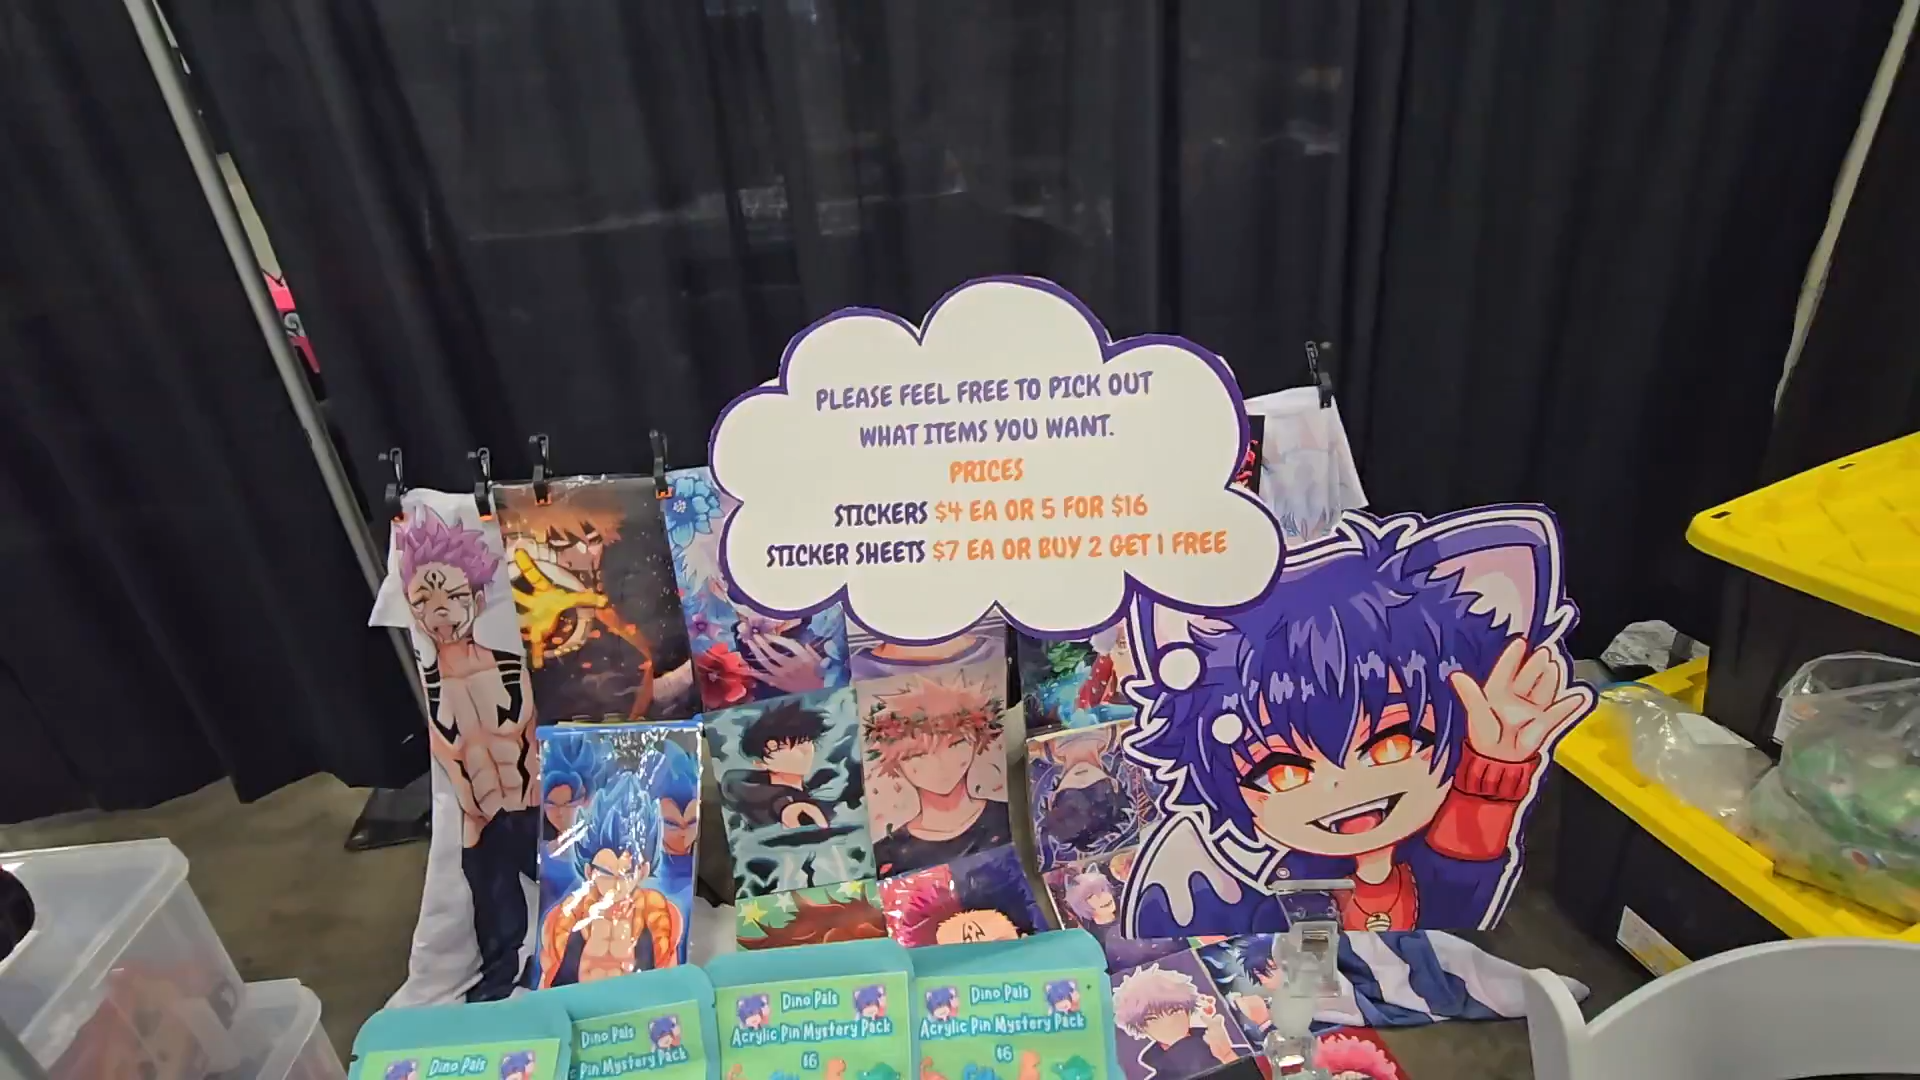 PLEASE FEEL FREE TO PICK OUT
WHAT ITEMS YOU WANT.
PRICES
STICKERS $4 EA OR 5 FOR $16
STICKER SHEETS $7 EA OR BUY 2 GET 1 FREE
Dino Pals
Dino Pals
Pin Mystery Pack
Dino Pals
Acrylic Pin Mystery Pack
$6
Dino Pals
Acrylic Pin Mystery Pack
$6